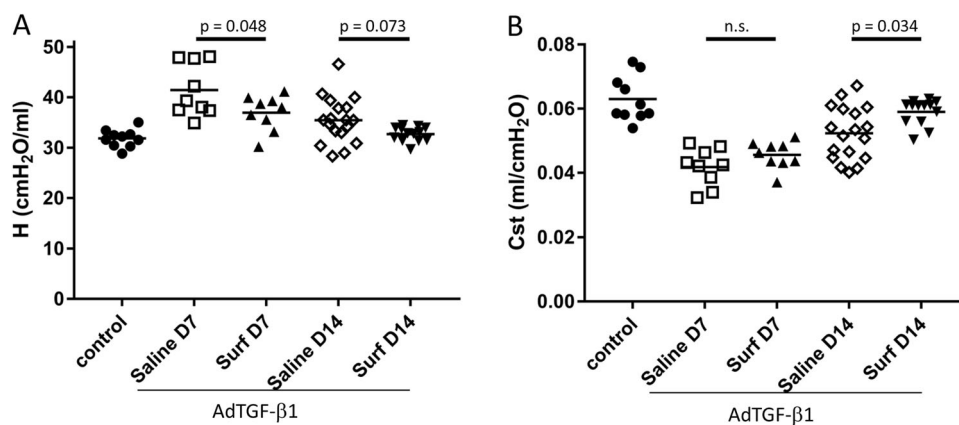 A
p = 0.048
p = 0.073
H (cmH₂O/ml)
50
40
30
20
10
0
control
Saline D7
Surf D7
Saline D14
Surf D14
AdTGF-β1
B
n.s.
p = 0.034
Cst (ml/cmH₂O)
0.08
0.06
0.04
0.02
0.00
control
Saline D7
Surf D7
Saline D14
Surf D14
AdTGF-β1